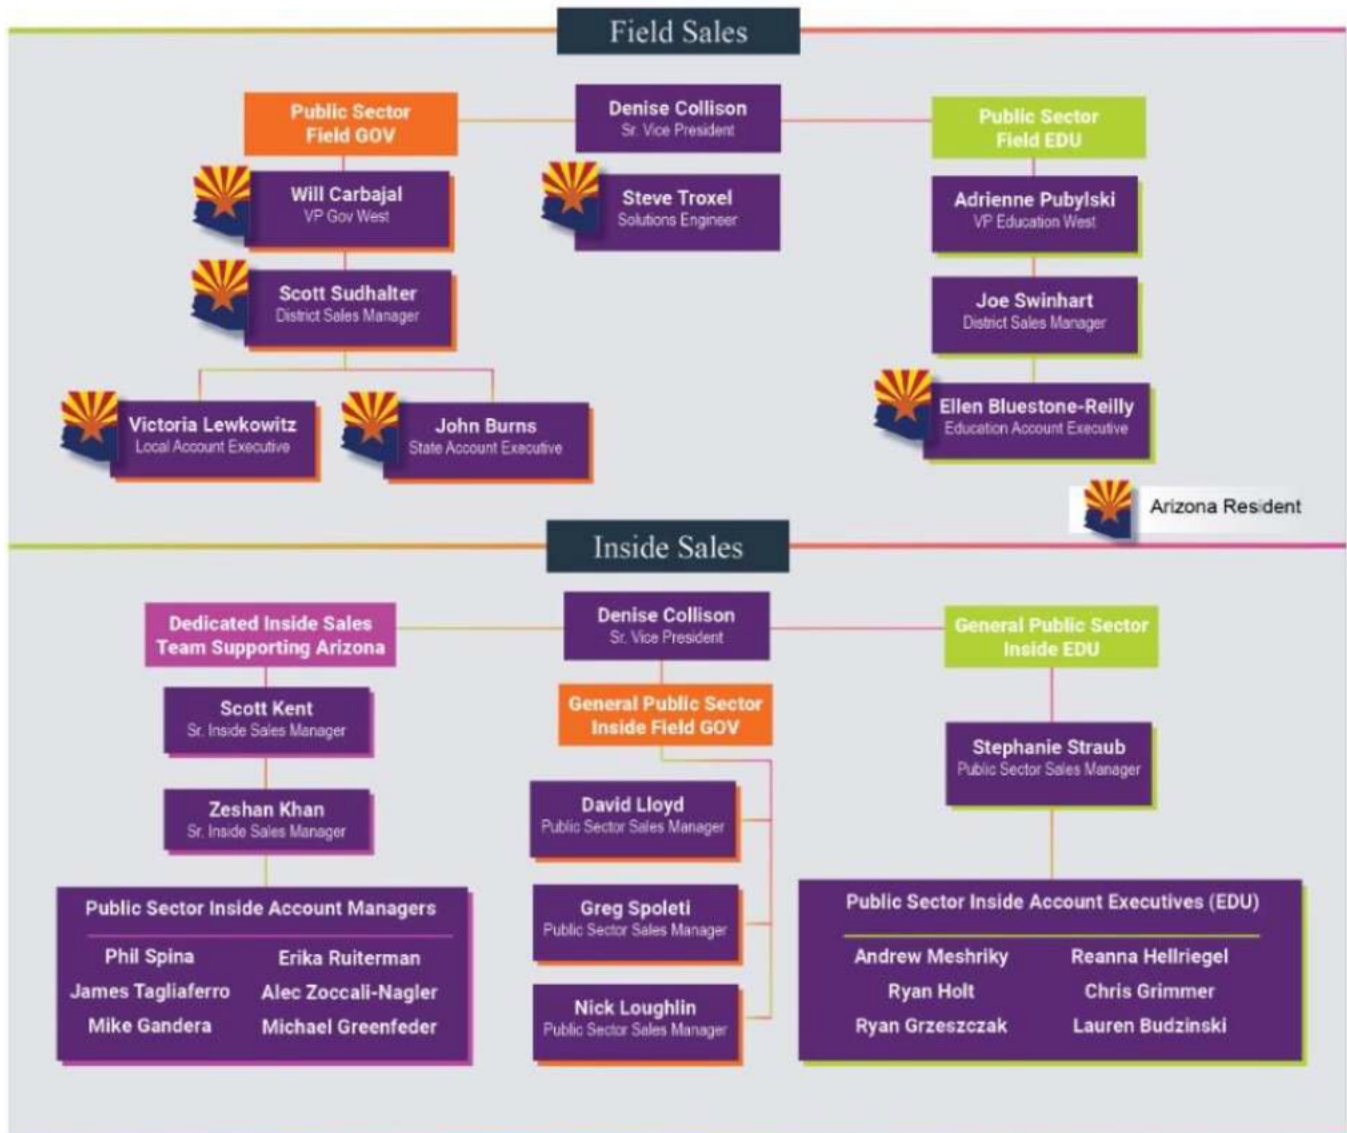 Field Sales
Public Sector
Field GOV
Denise Collison
Sr. Vice President
Public Sector
Field EDU
Will Carbajal
VP Gov West
Steve Troxel
Solutions Engineer
Adrienne Pubylski
VP Education West
Scott Sudhalter
District Sales Manager
Joe Swinhart
District Sales Manager
Victoria Lewkowitz
Local Account Executive
John Burns
State Account Executive
Ellen Bluestone-Reilly
Education Account Executive
Arizona Resident
Inside Sales
Dedicated Inside Sales
Team Supporting Arizona
Denise Collison
Sr. Vice President
General Public Sector
Inside EDU
Scott Kent
Sr. Inside Sales Manager
General Public Sector
Inside Field GOV
Stephanie Straub
Public Sector Sales Manager
Zeshan Khan
Sr. Inside Sales Manager
David Lloyd
Public Sector Sales Manager
Greg Spoleti
Public Sector Sales Manager
Nick Loughlin
Public Sector Sales Manager
Public Sector Inside Account Managers
Phil Spina
Erika Ruiterman
James Tagliaferro
Alec Zoccali-Nagler
Mike Gandera
Michael Greenfeder
Public Sector Inside Account Executives (EDU)
Andrew Meshriky
Reanna Hellriegel
Ryan Holt
Chris Grimmer
Ryan Grzeszczak
Lauren Budzinski